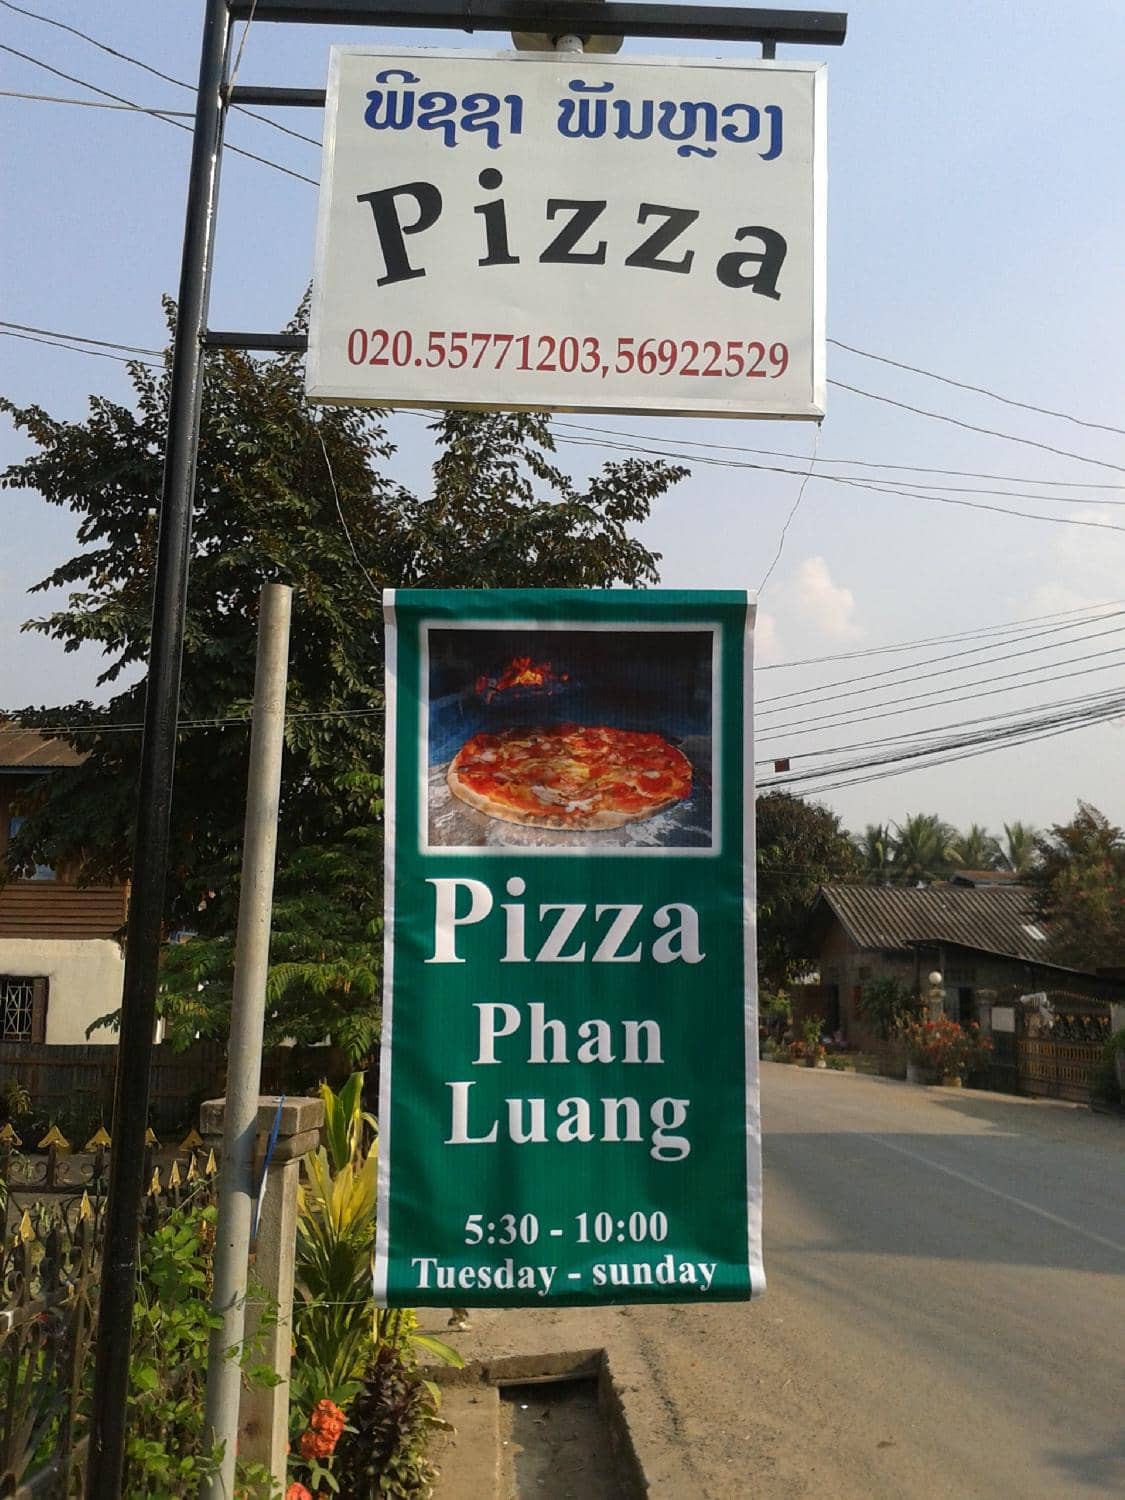 ພີຊຊາ ພັນຫຼວງ
Pizza
020.55771203,56922529
Pizza
Phan
Luang
5:30 - 10:00
Tuesday - sunday